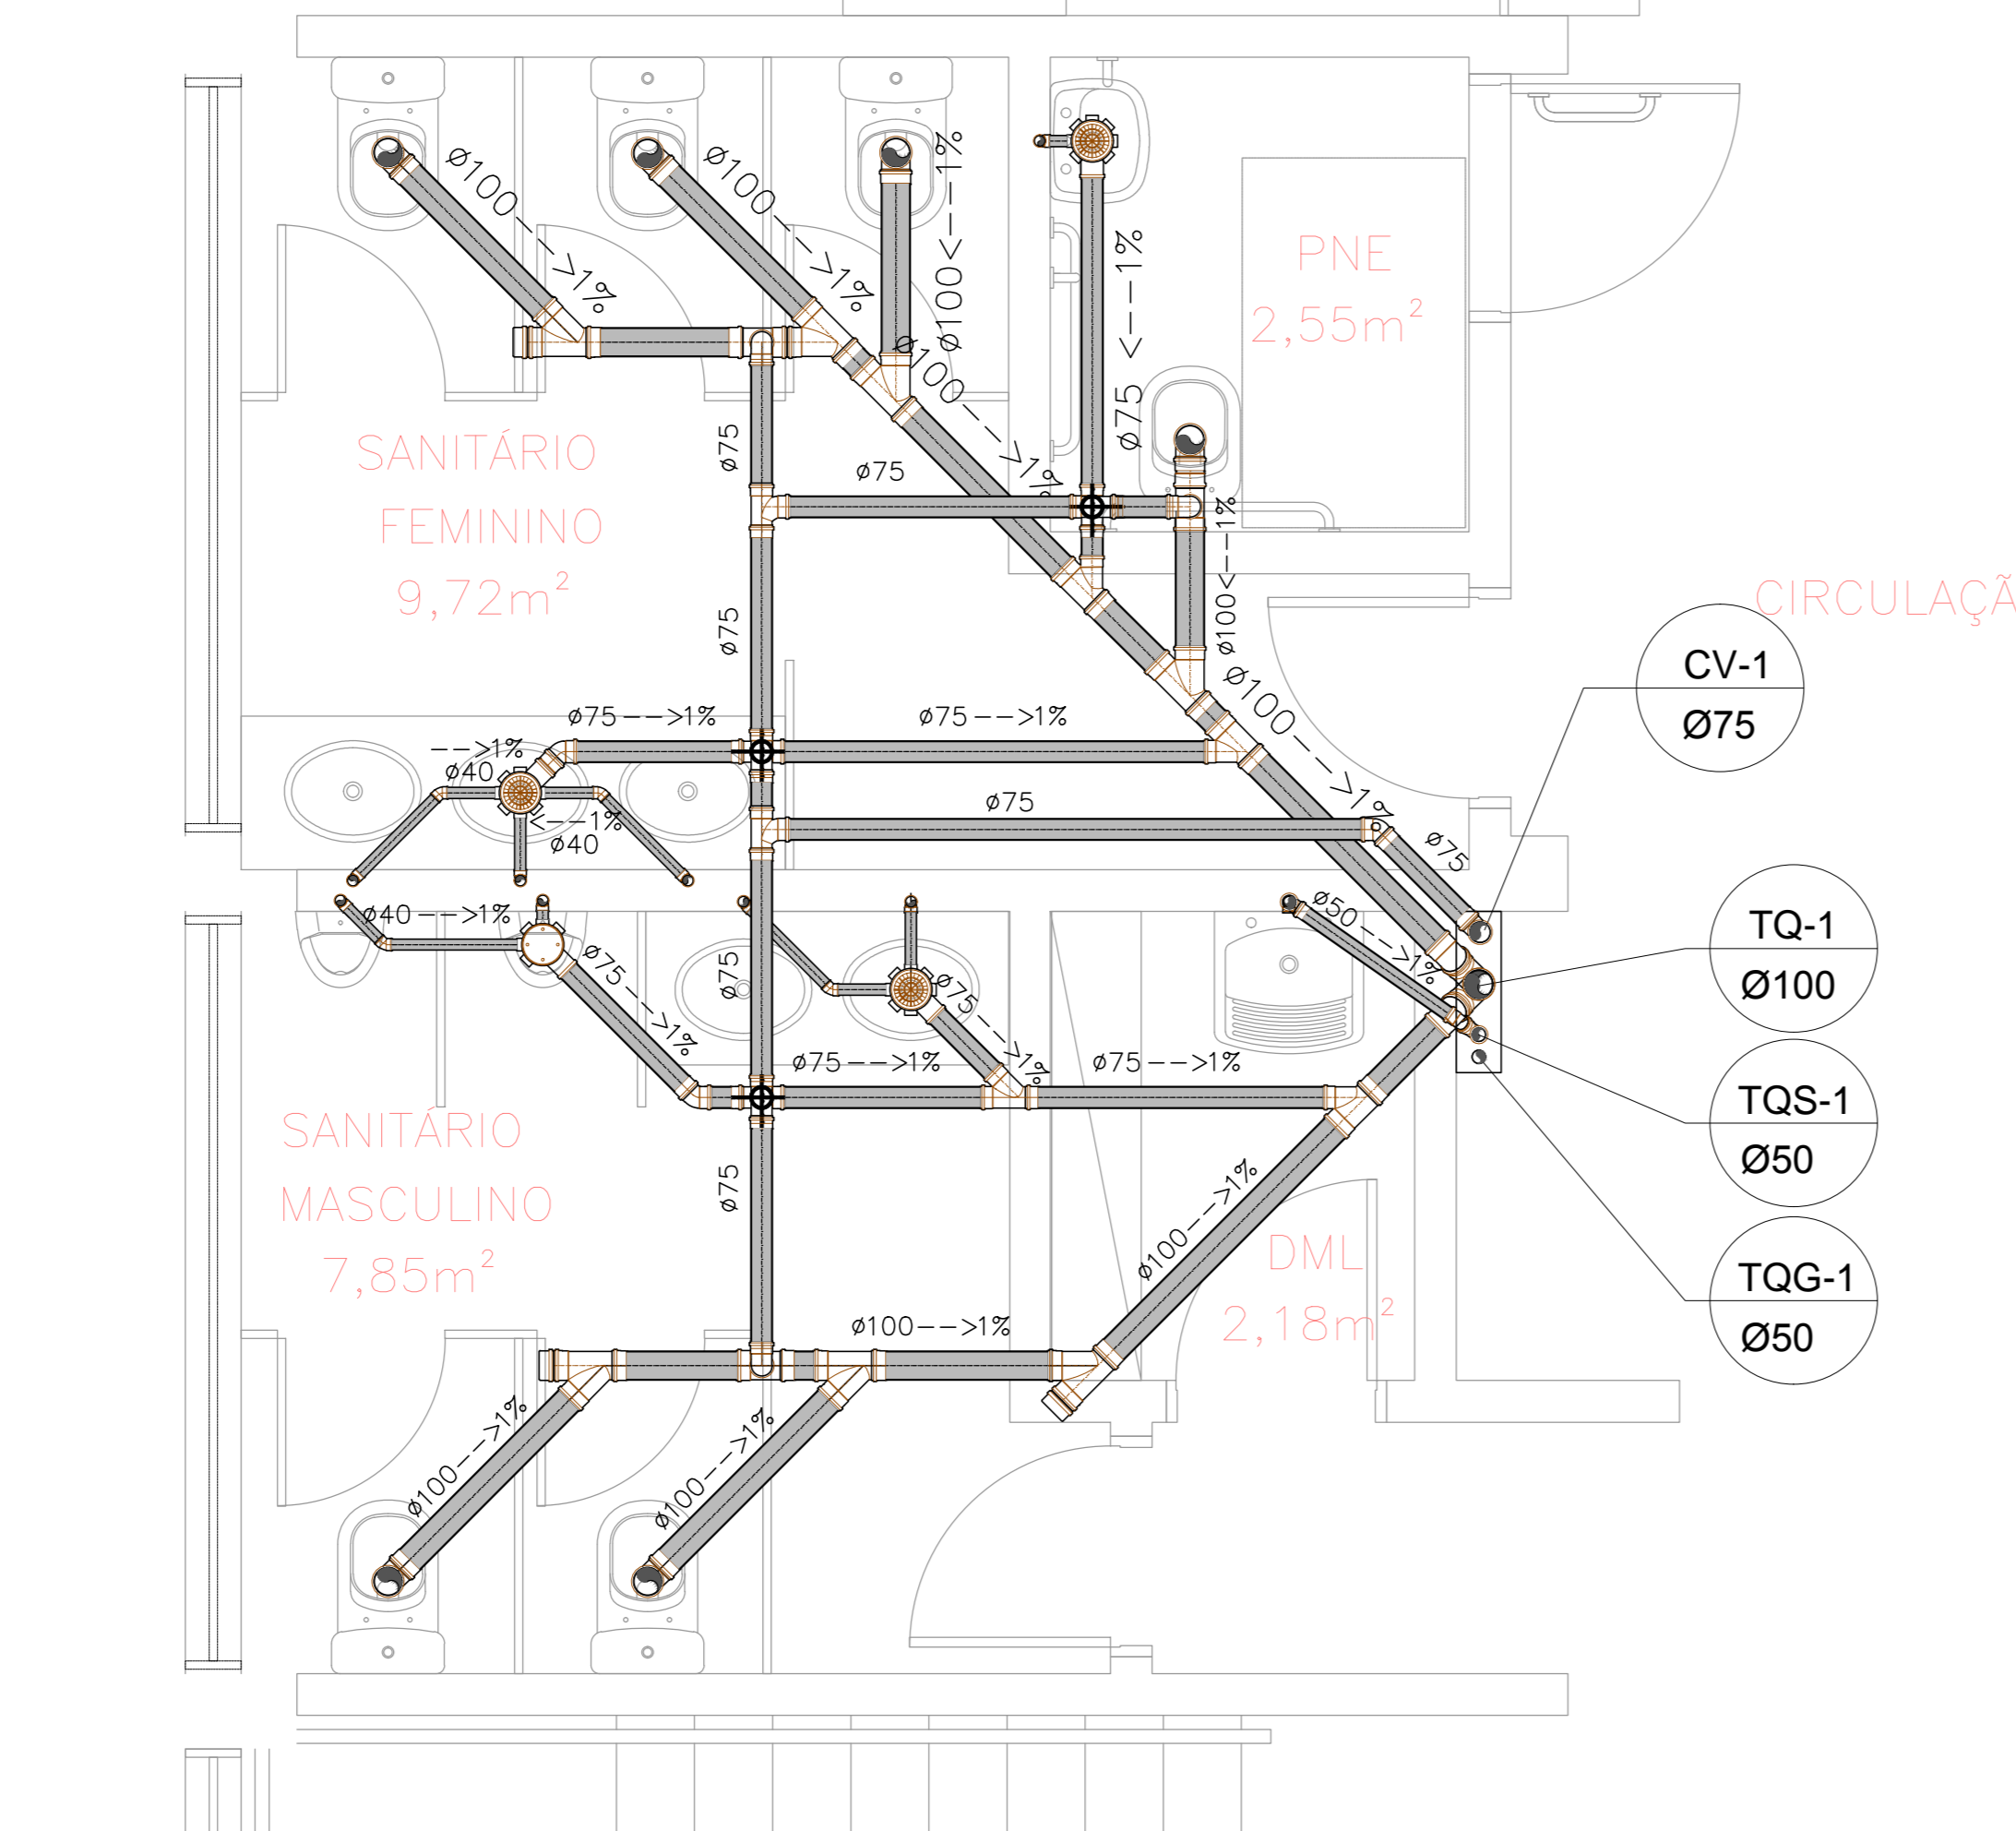 Ø100-->1%
Ø100-->1%
Ø100<--1%
Ø75 <--1%
PNE
2,55m²
Ø100-->1%
SANITÁRIO
FEMININO
9,72m²
Ø75
Ø75
Ø100<--1%
Ø75
CIRCULAÇÃ
CV-1
Ø75
Ø75-->1%
Ø75-->1%
Ø100-->1%
-->1%
Ø40
<--1%
Ø40
Ø75
Ø75
Ø40-->1%
Ø75-->1%
Ø75
Ø75-->1%
Ø50-->1%
TQ-1
Ø100
Ø75-->1%
Ø75-->1%
TQS-1
Ø50
SANITÁRIO
MASCULINO
7,85m²
Ø75
Ø100-->1%
DML
2,18m²
TQG-1
Ø50
Ø100-->1%
Ø100-->1%
Ø100-->1%